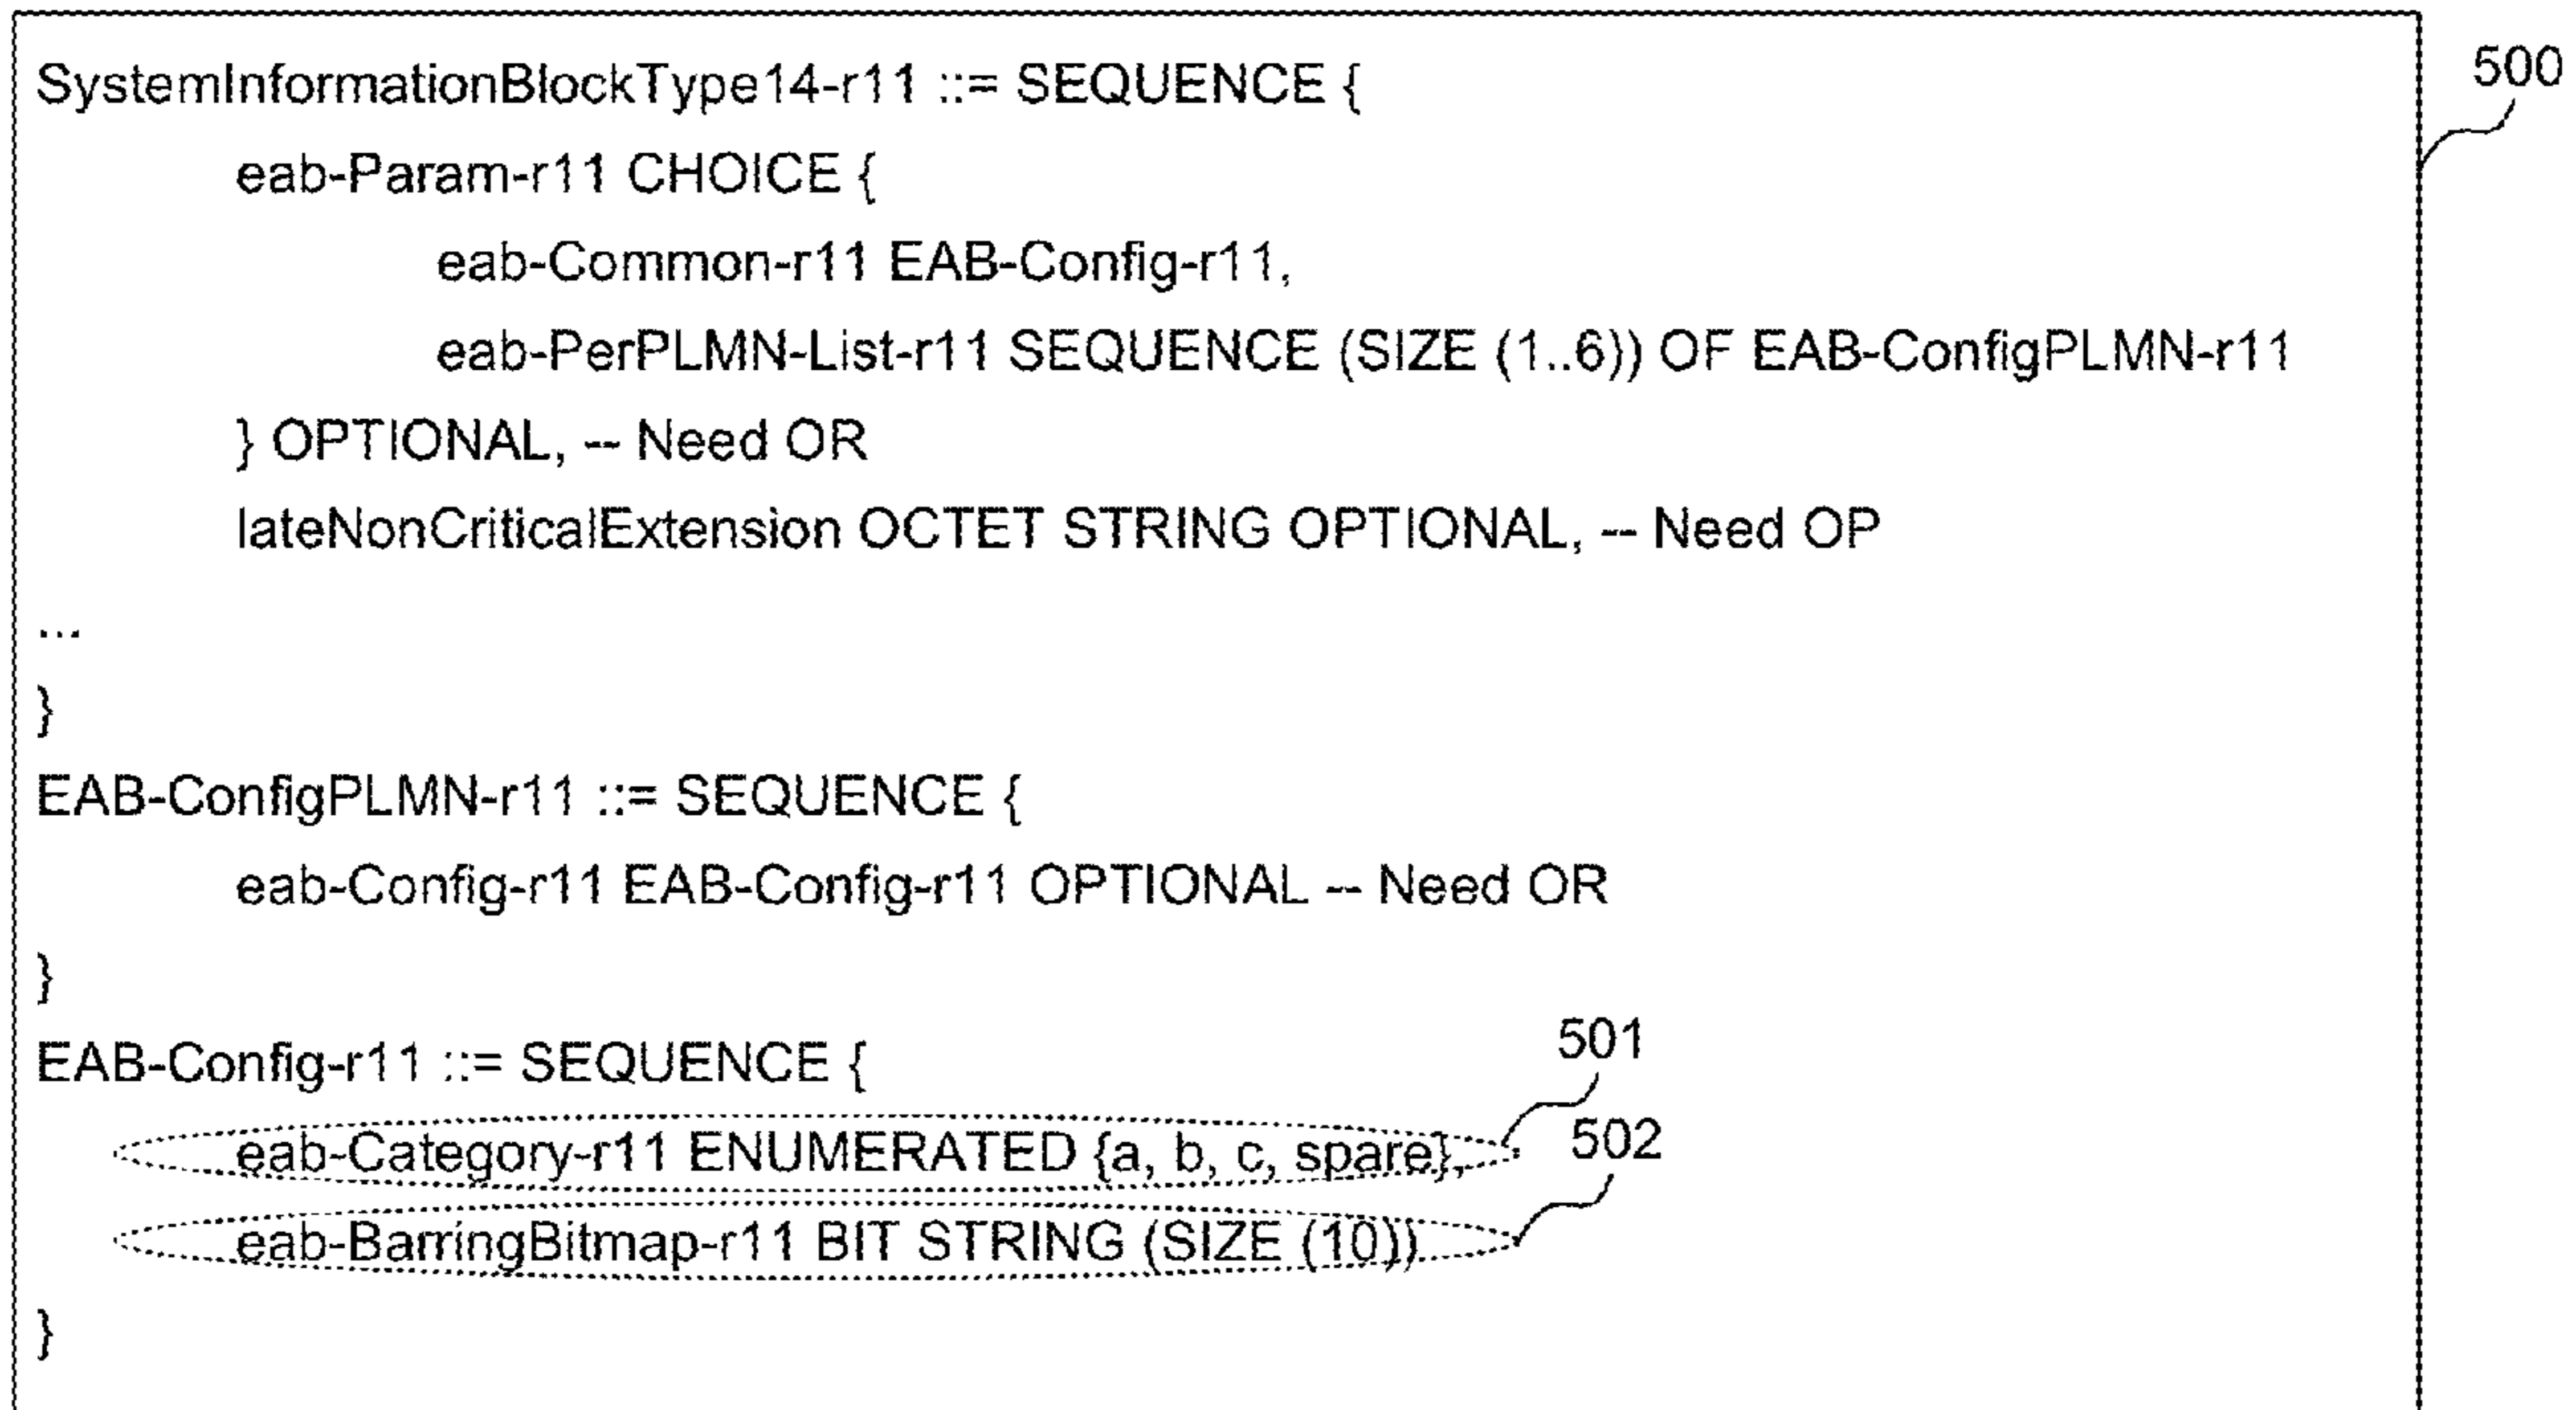 SystemInformationBlockType14-r11 ::= SEQUENCE {
500
eab-Param-r11 CHOICE {
eab-Common-r11 EAB-Config-r11,
eab-PerPLMN-List-r11 SEQUENCE (SIZE (1..6)) OF EAB-ConfigPLMN-r11
} OPTIONAL, -- Need OR
lateNonCriticalExtension OCTET STRING OPTIONAL, -- Need OP
...
}
EAB-ConfigPLMN-r11 ::= SEQUENCE {
eab-Config-r11 EAB-Config-r11 OPTIONAL -- Need OR
}
EAB-Config-r11 ::= SEQUENCE {
501
eab-Category-r11 ENUMERATED {a, b, c, spare},
502
eab-BarringBitmap-r11 BIT STRING (SIZE (10))
}